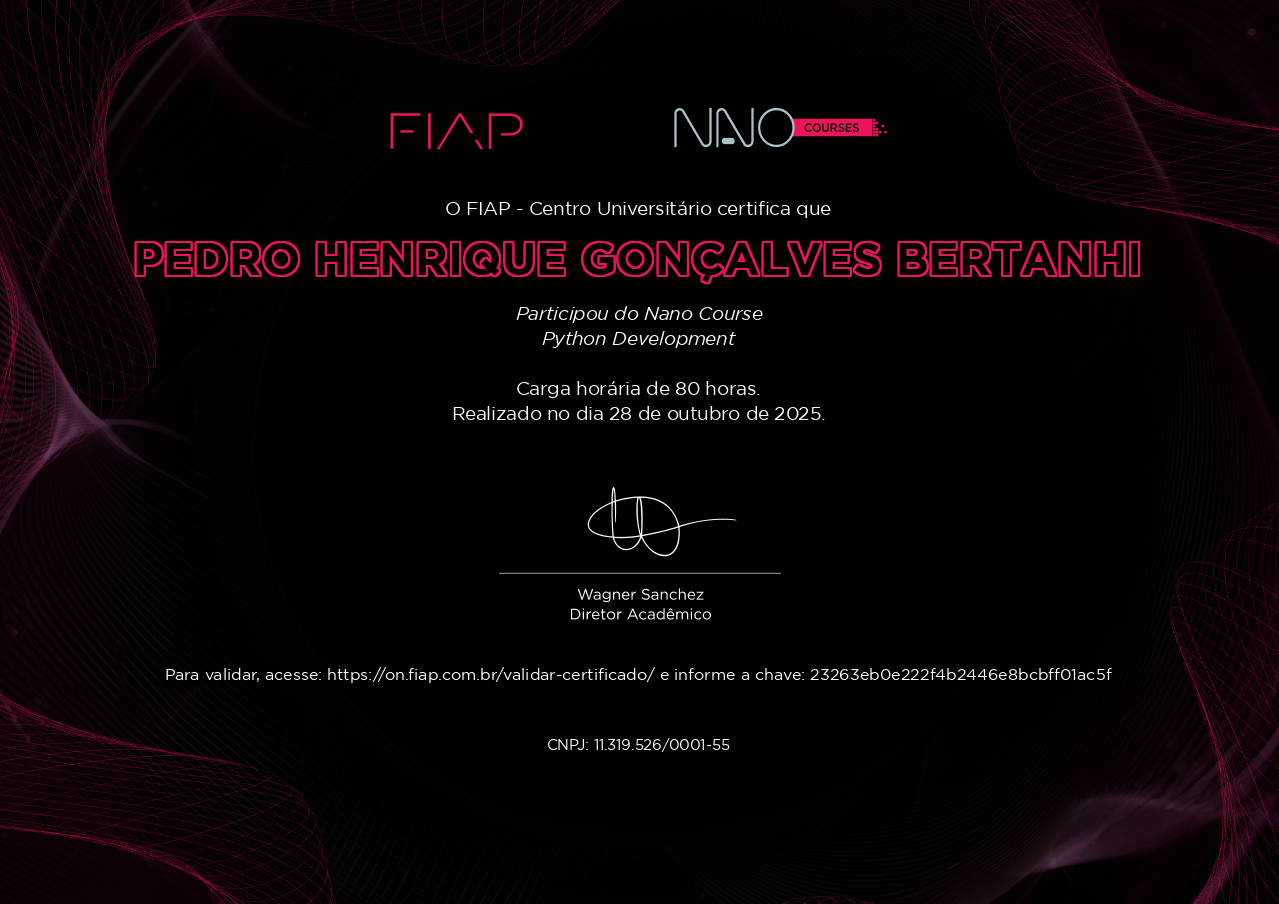 FIAP
NANO COURSES
O FIAP - Centro Universitário certifica que
PEDRO HENRIQUE GONÇALVES BERTANHI
Participou do Nano Course
Python Development
Carga horária de 80 horas.
Realizado no dia 28 de outubro de 2025.
Wagner Sanchez
Diretor Acadêmico
Para validar, acesse: https://on.fiap.com.br/validar-certificado/ e informe a chave: 23263eb0e222f4b2446e8bcbff01ac5f
CNPJ: 11.319.526/0001-55